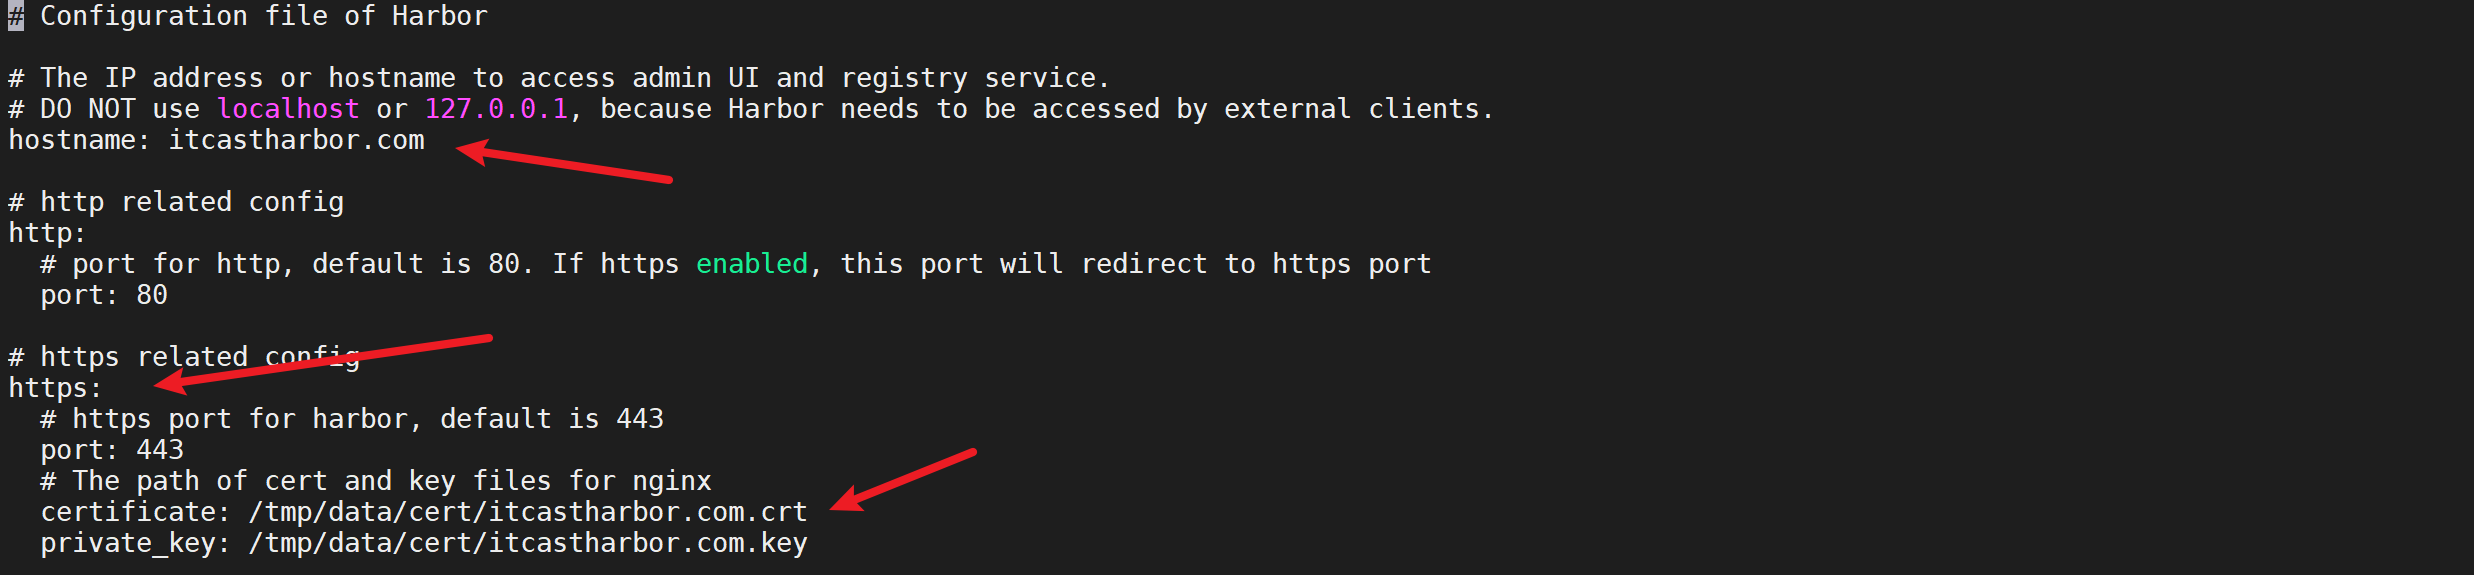 # Configuration file of Harbor

# The IP address or hostname to access admin UI and registry service.
# DO NOT use localhost or 127.0.0.1, because Harbor needs to be accessed by external clients.
hostname: itcastharbor.com

# http related config
http:
  # port for http, default is 80. If https enabled, this port will redirect to https port
  port: 80

# https related config
https:
  # https port for harbor, default is 443
  port: 443
  # The path of cert and key files for nginx
  certificate: /tmp/data/cert/itcastharbor.com.crt
  private_key: /tmp/data/cert/itcastharbor.com.key